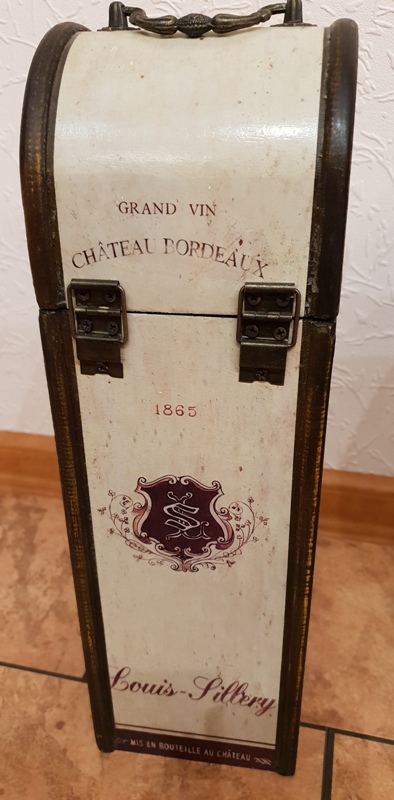 GRAND VIN
CHÂTEAU BORDEAUX
1865
Louis-Sillery
MIS EN BOUTEILLE AU CHÂTEAU